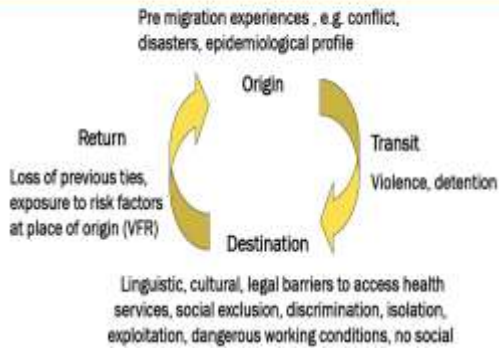 Pre migration experiences , e.g. conflict,
disasters, epidemiological profile
Origin
Return
Loss of previous ties,
exposure to risk factors
at place of origin (VFR)
Transit
Violence, detention
Destination
Linguistic, cultural, legal barriers to access health
services, social exclusion, discrimination, isolation,
exploitation, dangerous working conditions, no social